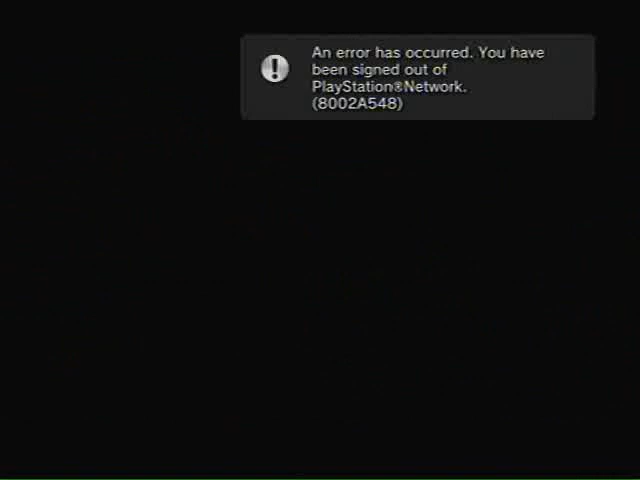 An error has occurred. You have
been signed out of
PlayStation®Network.
(8002A548)